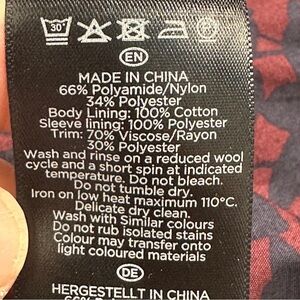 30°
EN
MADE IN CHINA
66% Polyamide/Nylon
34% Polyester
Body Lining: 100% Cotton
Sleeve lining: 100% Polyester
Trim: 70% Viscose/Rayon
30% Polyester
Wash and rinse on a reduced wool
cycle and a short spin at indicated
temperature. Do not bleach.
Do not tumble dry.
Iron on low heat maximum 110°C.
Delicate dry clean.
Wash with Similar colours
Do not rub isolated stains
Colour may transfer onto
light coloured materials
DE
HERGESTELLT IN CHINA